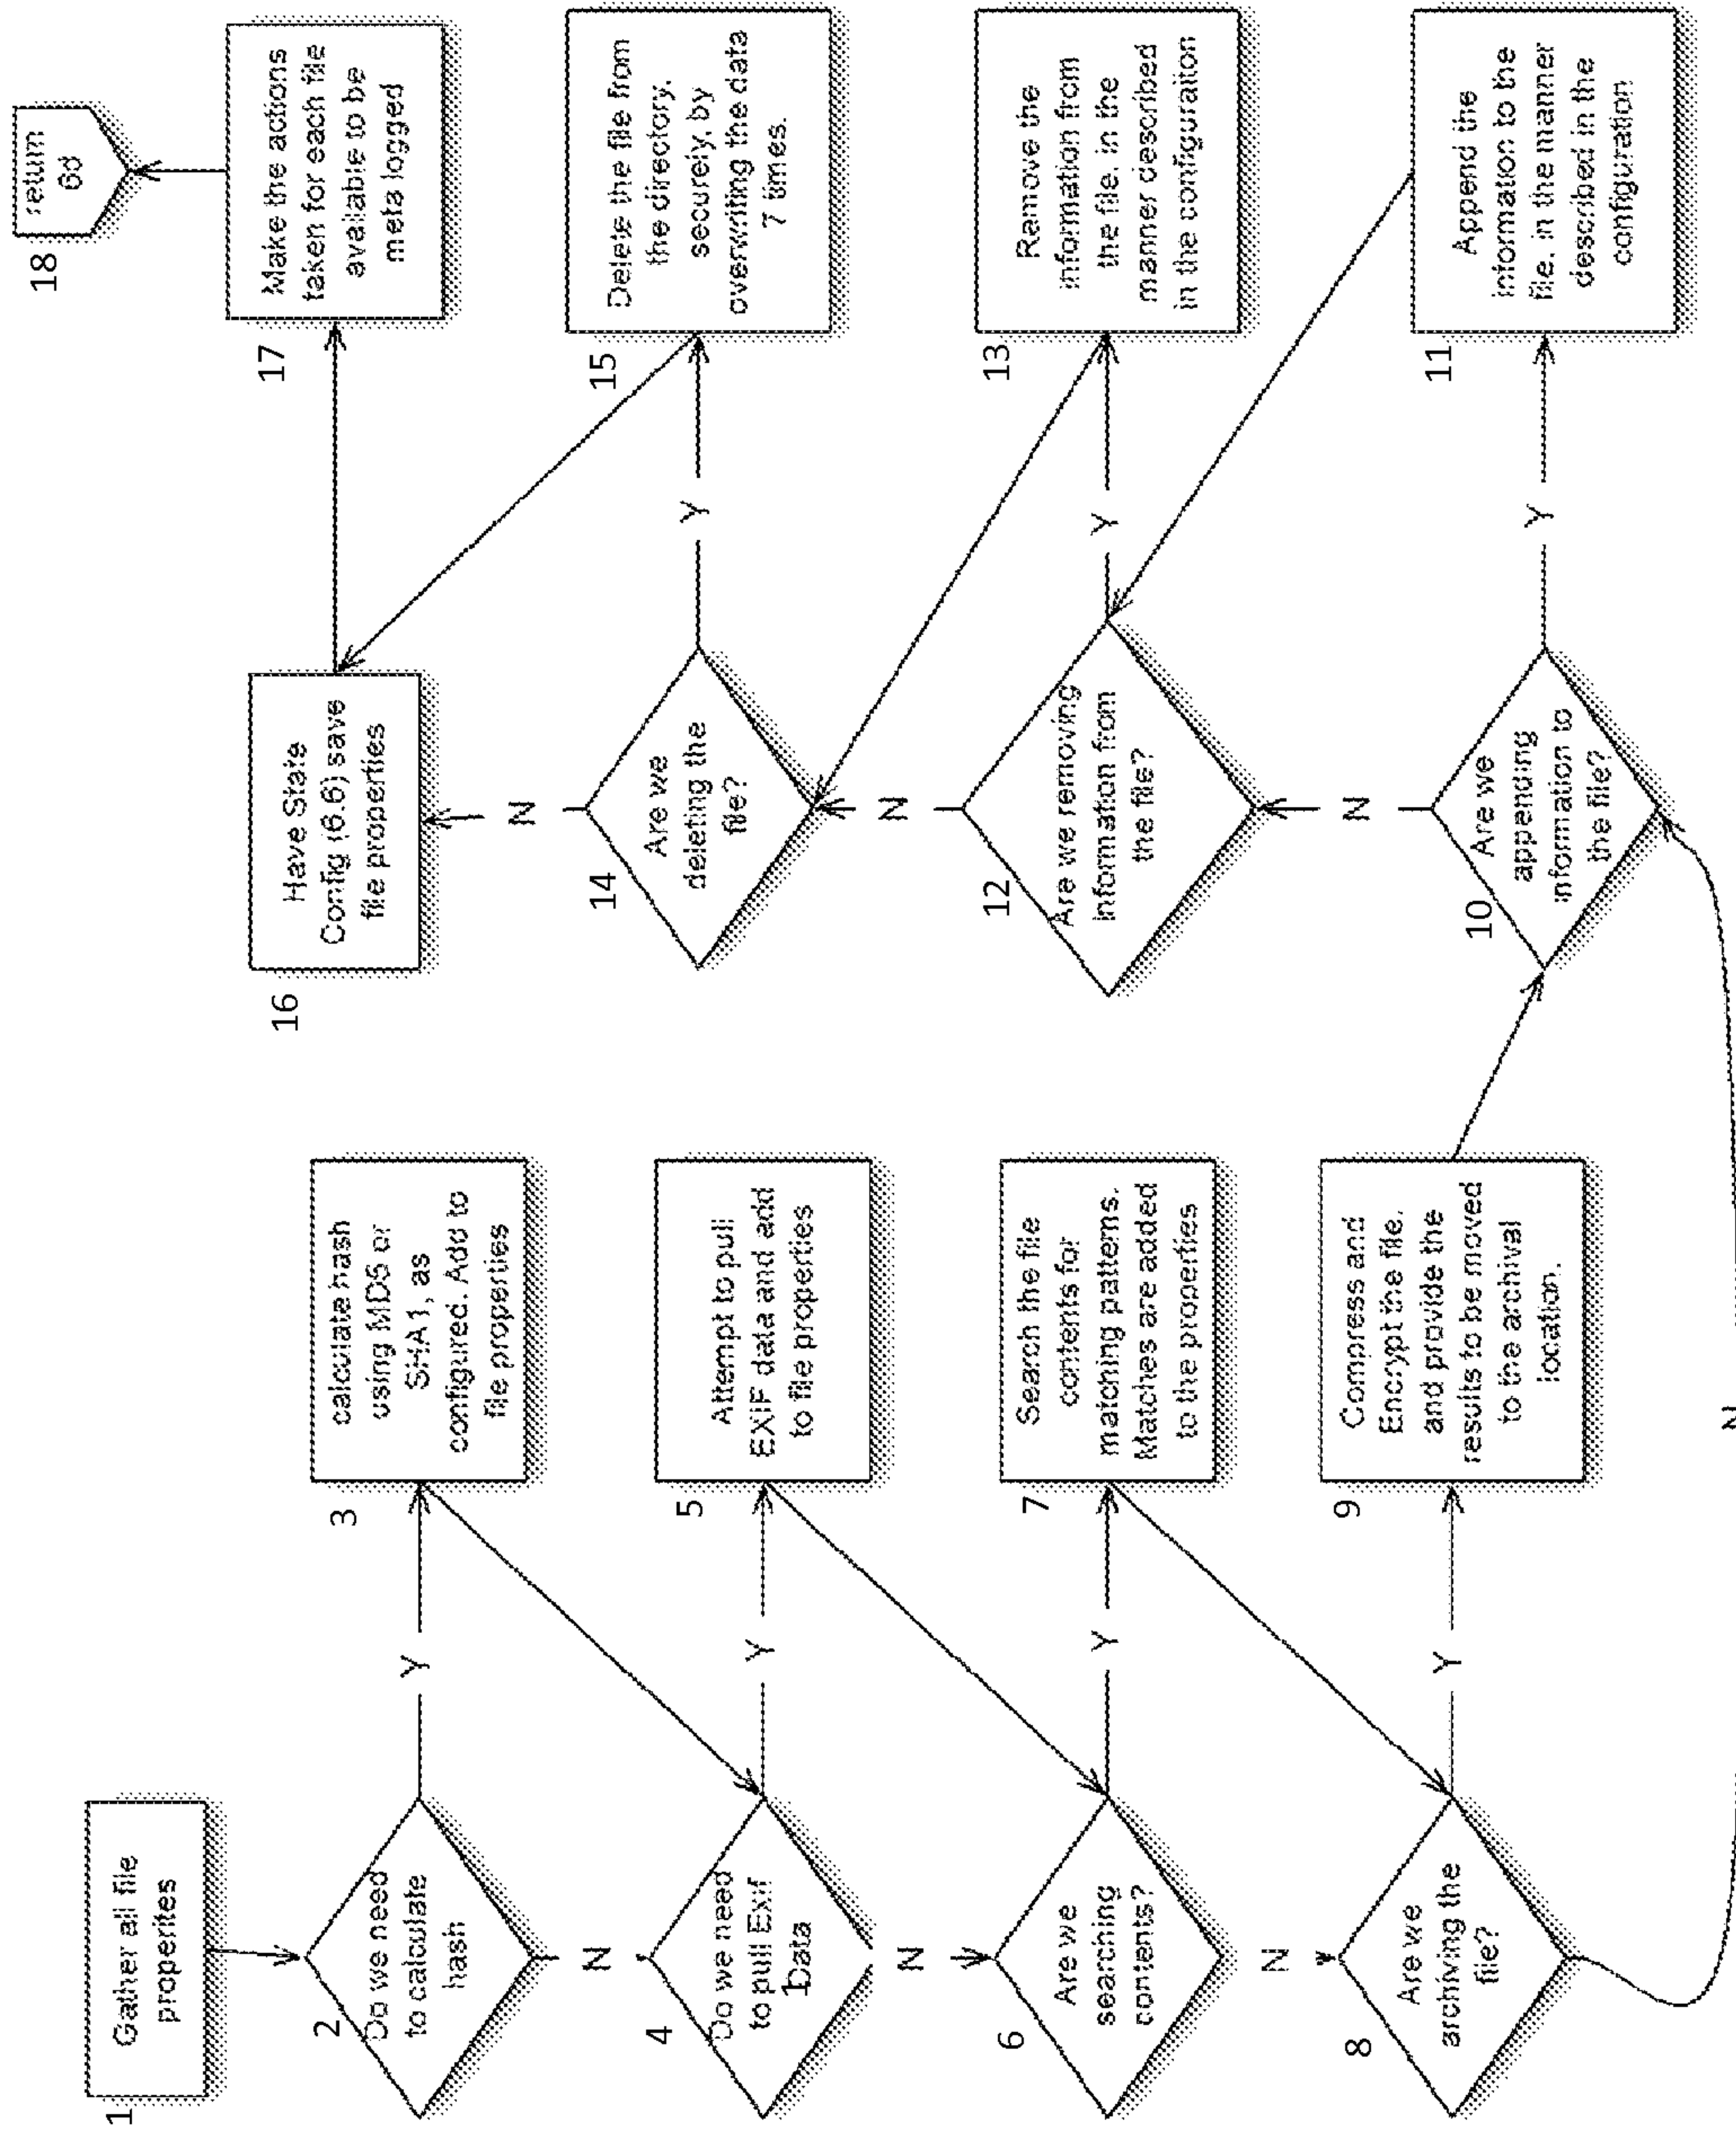 1
Gather all file
properites
2
Do we need
to calculate
hash
Y
3
calculate hash
using MD5 or
SHA1, as
configured. Add to
file properties
N
4
Do we need
to pull Exif
1Data
Y
5
Attempt to pull
EXIF data and add
to file properties
N
6
Are we
searching
contents?
Y
7
Search the file
contents for
matching patterns.
Matches are added
to the properties
N
8
Are we
archiving the
file?
Y
9
Compress and
Encrypt the file,
and provide the
results to be moved
to the archival
location.
N
10
Are we
appending
information to
the file?
Y
11
Append the
information to the
file, in the manner
described in the
configuration
N
12
Are we removing
information from
the file?
Y
13
Remove the
information from
the file, in the
manner described
in the configuration
N
14
Are we
deleting the
file?
Y
15
Delete the file from
the directory,
securely, by
overwriting the data
7 times.
N
16
Have State
Config (6.6) save
file properties
17
Make the actions
taken for each file
available to be
meta logged
18
return
6d